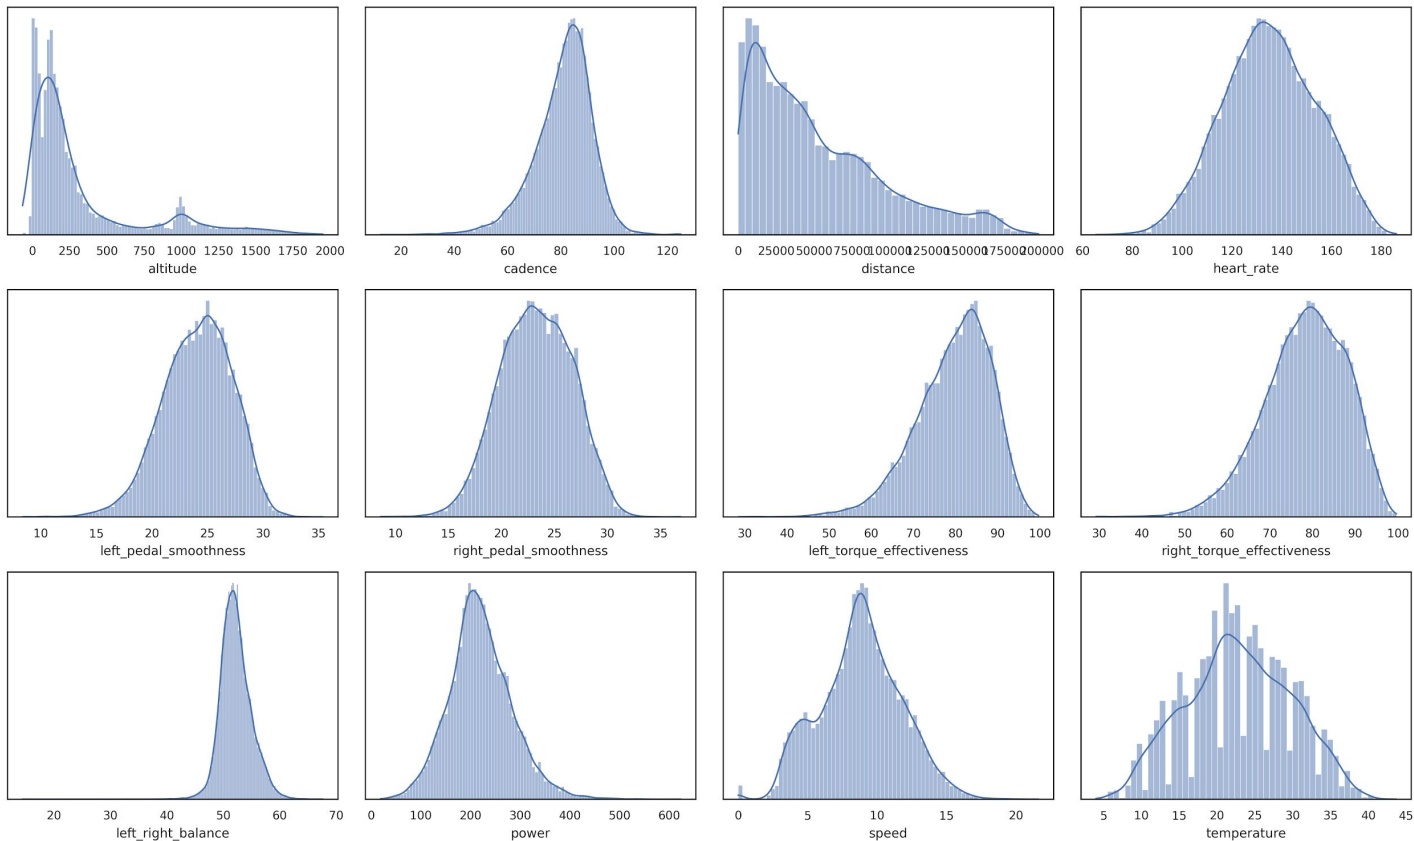 0 250 500 750 1000 1250 1500 1750 2000
altitude
20 40 60 80 100 120
cadence
0 25000 50000 75000 100000 125000 150000 175000 200000
distance
60 80 100 120 140 160 180
heart_rate
10 15 20 25 30 35
left_pedal_smoothness
10 15 20 25 30 35
right_pedal_smoothness
30 40 50 60 70 80 90 100
left_torque_effectiveness
30 40 50 60 70 80 90 100
right_torque_effectiveness
20 30 40 50 60 70
left_right_balance
0 100 200 300 400 500 600
power
0 5 10 15 20
speed
5 10 15 20 25 30 35 40 45
temperature